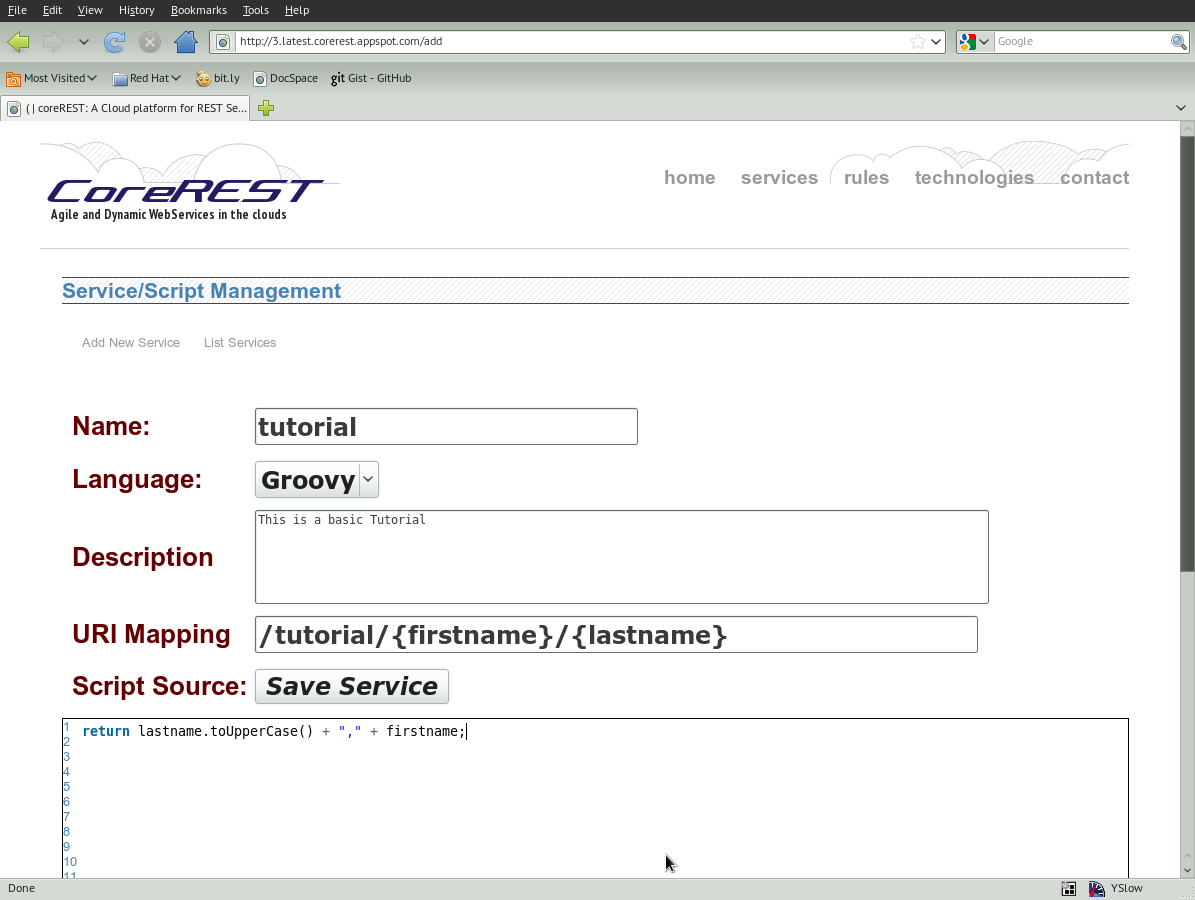 File Edit View History Bookmarks Tools Help
http://3.latest.corerest.appspot.com/add
Google
Most Visited Red Hat bit.ly DocSpace git Gist - GitHub
( | coreREST: A Cloud platform for REST Se...
CoreREST
Agile and Dynamic WebServices in the clouds
home services rules technologies contact
Service/Script Management
Add New Service List Services
Name: tutorial
Language: Groovy
Description This is a basic Tutorial
URI Mapping /tutorial/{firstname}/{lastname}
Script Source: Save Service
1 return lastname.toUpperCase() + "," + firstname;
2
3
4
5
6
7
8
9
10
11
Done YSlow